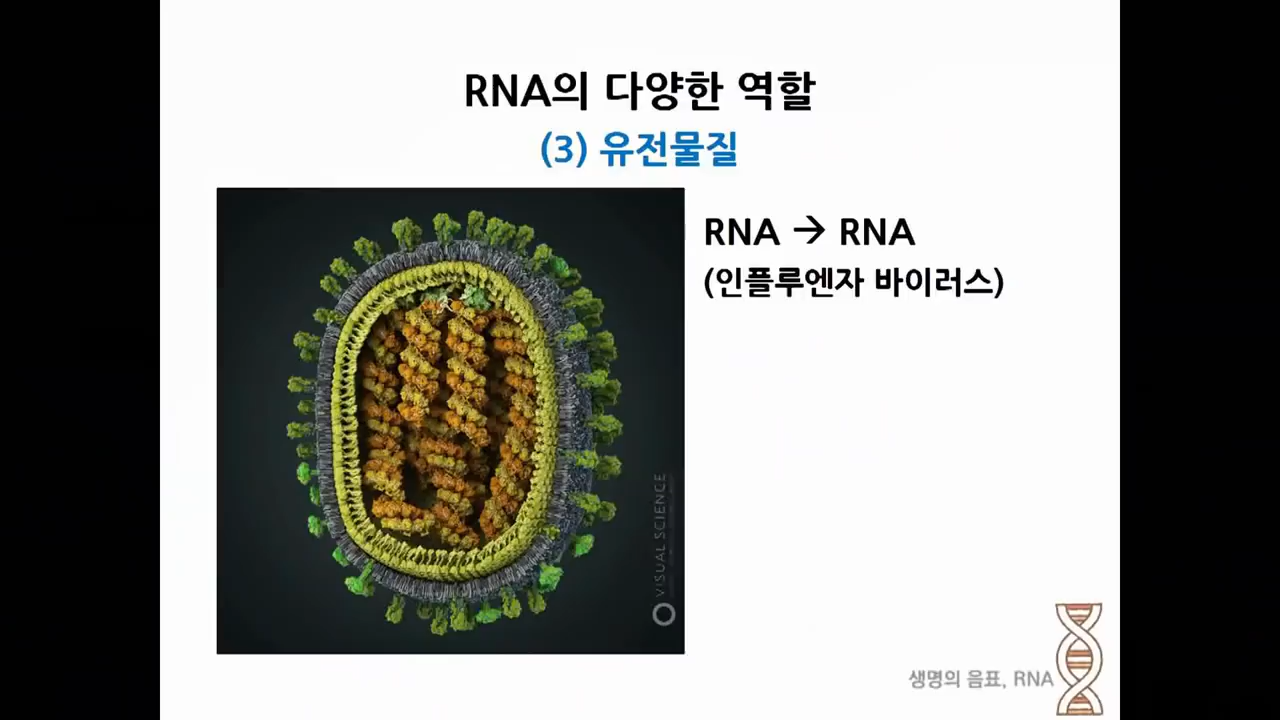 RNA의 다양한 역할
(3) 유전물질
RNA → RNA
(인플루엔자 바이러스)
VISUAL SCIENCE
생명의 음표, RNA